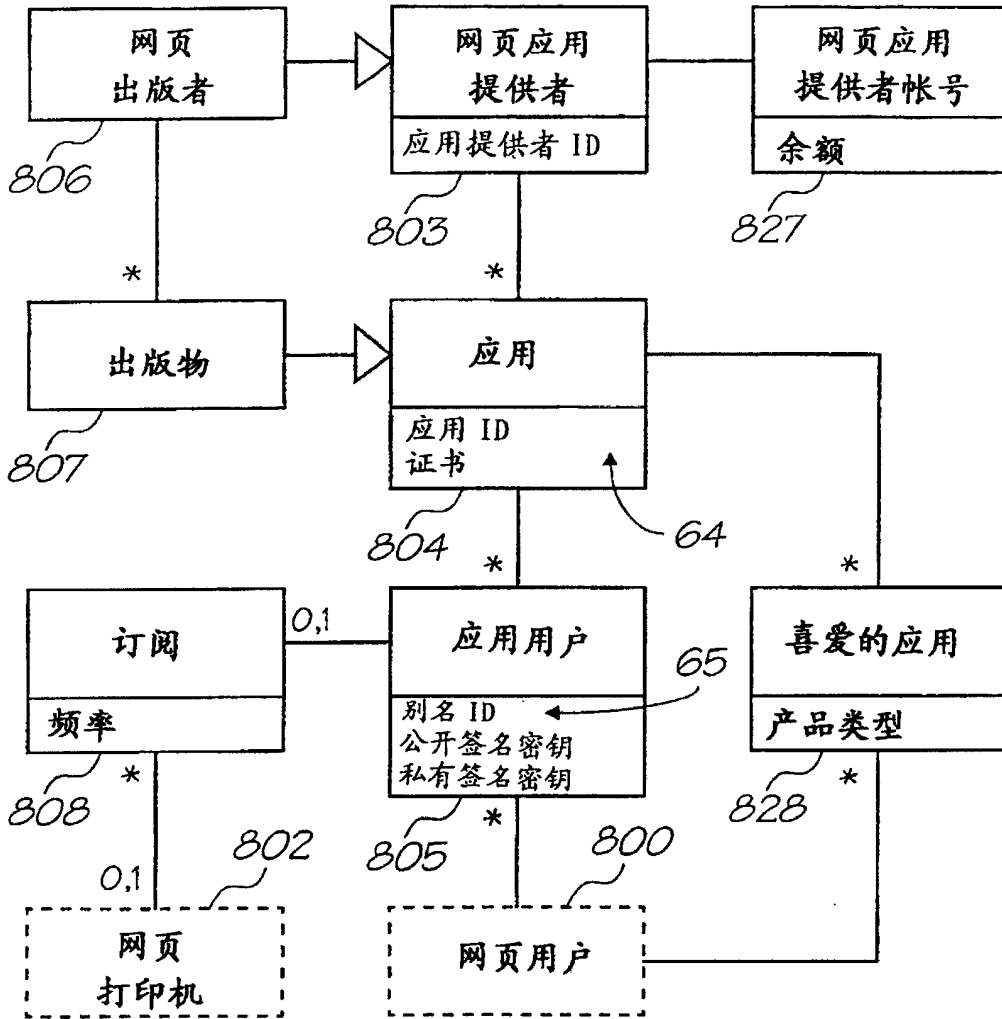 网页
出版者
网页应用
提供者
应用提供者 ID
网页应用
提供者帐号
余额
806
803
827
*
*
出版物
应用
应用 ID
证书
807
804
64
*
*
订阅
频率
0,1
应用用户
别名 ID
公开签名密钥
私有签名密钥
65
喜爱的应用
产品类型
808
*
805
*
828
*
802
800
0,1
网页
打印机
网页用户